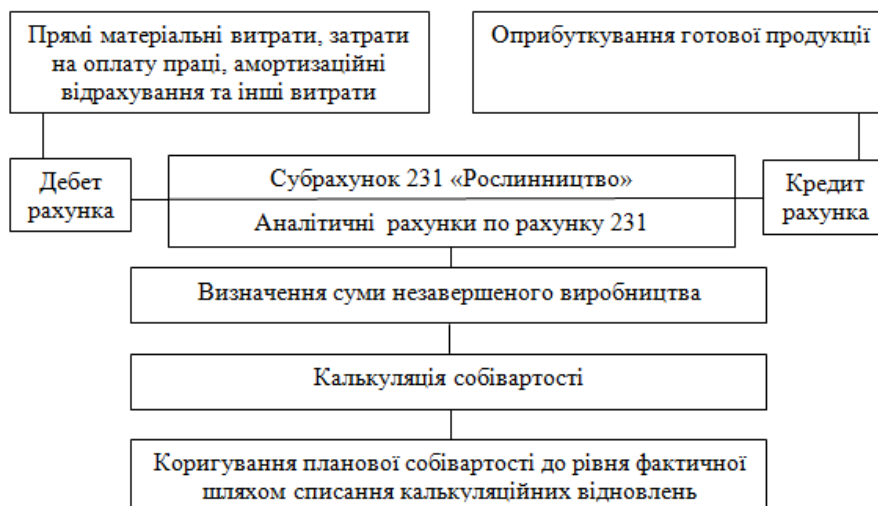 Прямі матеріальні витрати, затрати
на оплату праці, амортизаційні
відрахування та інші витрати
Оприбуткування готової продукції
Дебет
рахунка
Субрахунок 231 «Рослинництво»
Аналітичні рахунки по рахунку 231
Кредит
рахунка
Визначення суми незавершеного виробництва
Калькуляція собівартості
Коригування планової собівартості до рівня фактичної
шляхом списання калькуляційних відновлень